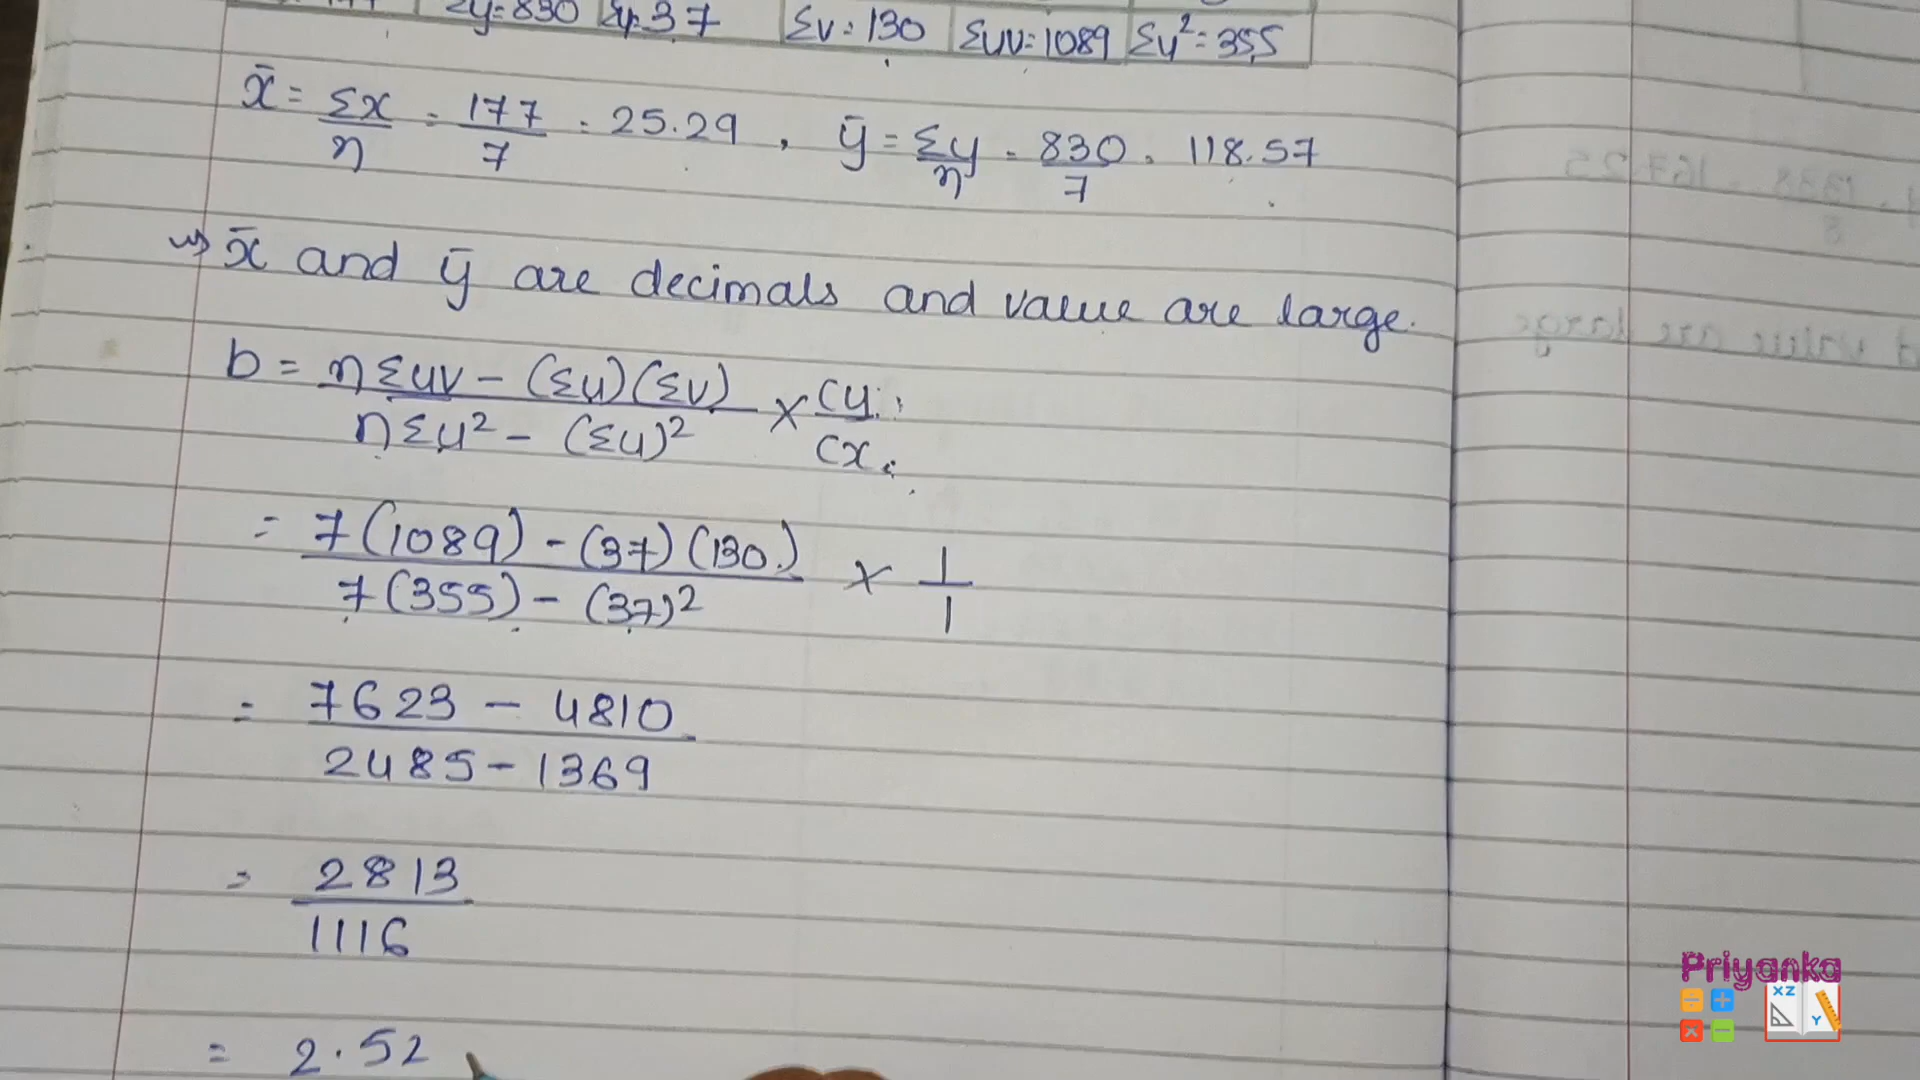 Σy=830 Σu=37 Σv=130 Σuv=1089 Σu²=355
x̄ = Σx/n = 177/7 = 25.29, ȳ = Σy/n = 830/7 = 118.57
⇒ x̄ and ȳ are decimals and value are large.
b = nΣuv - (Σu)(Σv) / nΣu² - (Σu)² × Cy / Cx
= 7(1089) - (37)(130) / 7(355) - (37)² × 1/1
= 7623 - 4810 / 2485 - 1369
= 2813 / 1116
= 2.52
Priyanka
XZ
Y